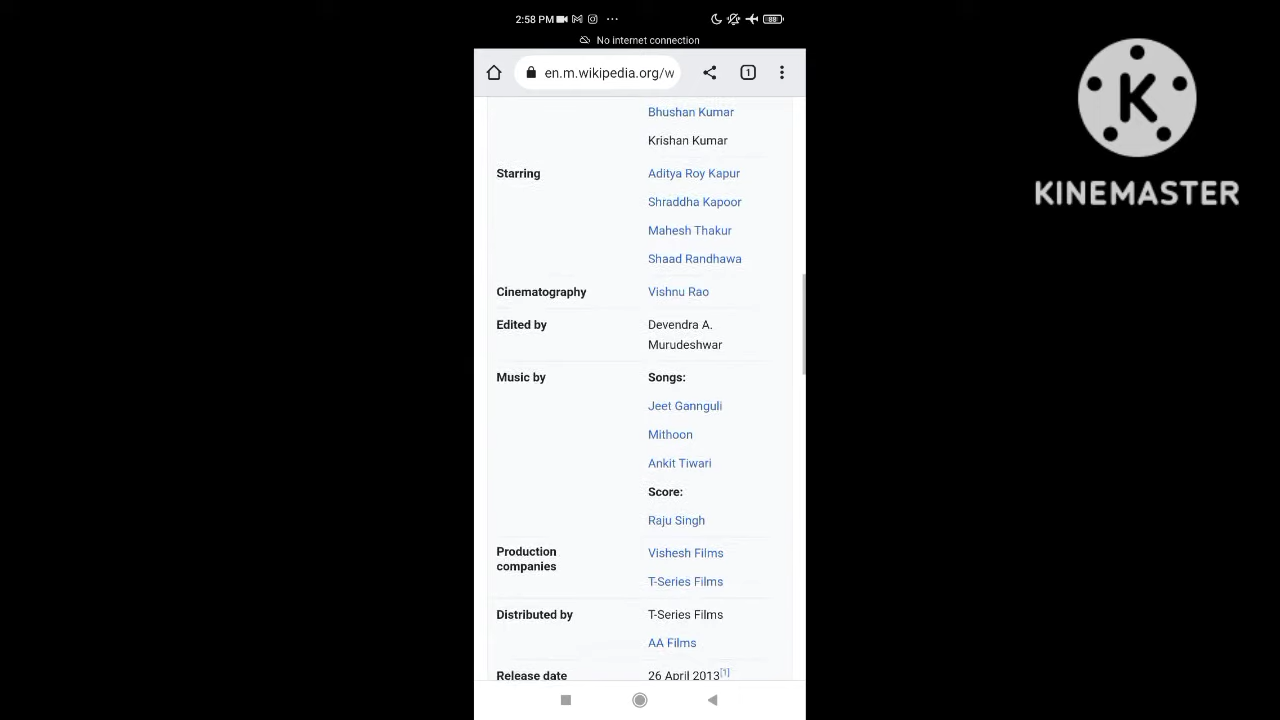 2:58 PM
88
No internet connection
en.m.wikipedia.org/w
1
Bhushan Kumar
Krishan Kumar
Starring
Aditya Roy Kapur
Shraddha Kapoor
Mahesh Thakur
Shaad Randhawa
Cinematography
Vishnu Rao
Edited by
Devendra A.
Murudeshwar
Music by
Songs:
Jeet Gannguli
Mithoon
Ankit Tiwari
Score:
Raju Singh
Production
companies
Vishesh Films
T-Series Films
Distributed by
T-Series Films
AA Films
Release date
26 April 2013[1]
K
KINEMASTER